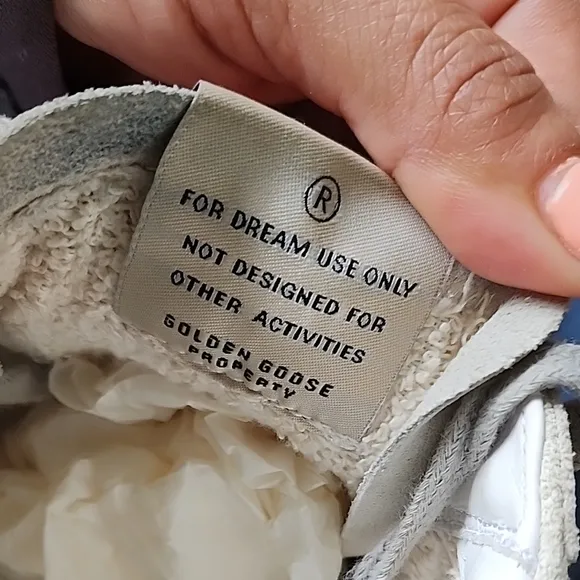 ®
FOR DREAM USE ONLY
NOT DESIGNED FOR
OTHER ACTIVITIES
GOLDEN GOOSE
PROPERTY